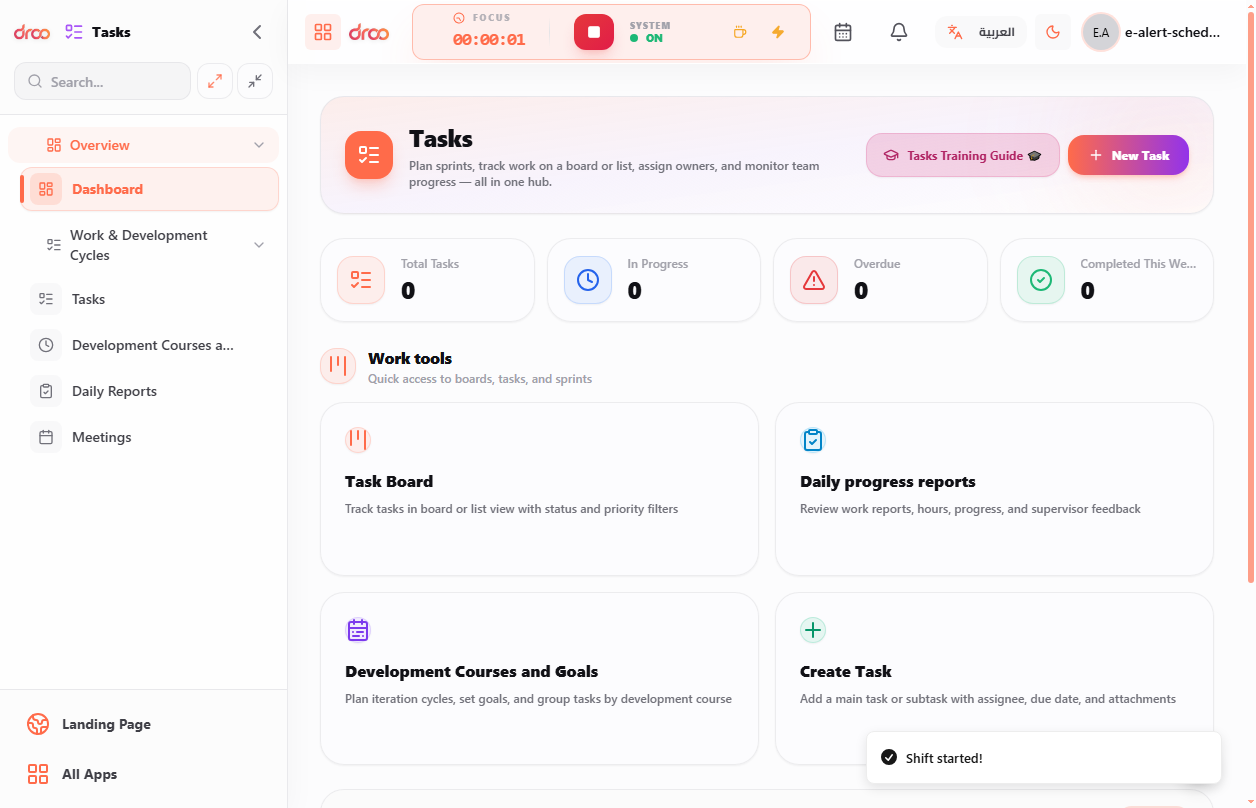 droo
Tasks
Search...
Overview
Dashboard
Work & Development
Cycles
Tasks
Development Courses a...
Daily Reports
Meetings
Landing Page
All Apps
droo
FOCUS
00:00:01
SYSTEM
ON
العربية
E.A
e-alert-sched...
Tasks
Plan sprints, track work on a board or list, assign owners, and monitor team
progress — all in one hub.
Tasks Training Guide 🎓
New Task
Total Tasks
0
In Progress
0
Overdue
0
Completed This We...
0
Work tools
Quick access to boards, tasks, and sprints
Task Board
Track tasks in board or list view with status and priority filters
Daily progress reports
Review work reports, hours, progress, and supervisor feedback
Development Courses and Goals
Plan iteration cycles, set goals, and group tasks by development course
Create Task
Add a main task or subtask with assignee, due date, and attachments
Shift started!